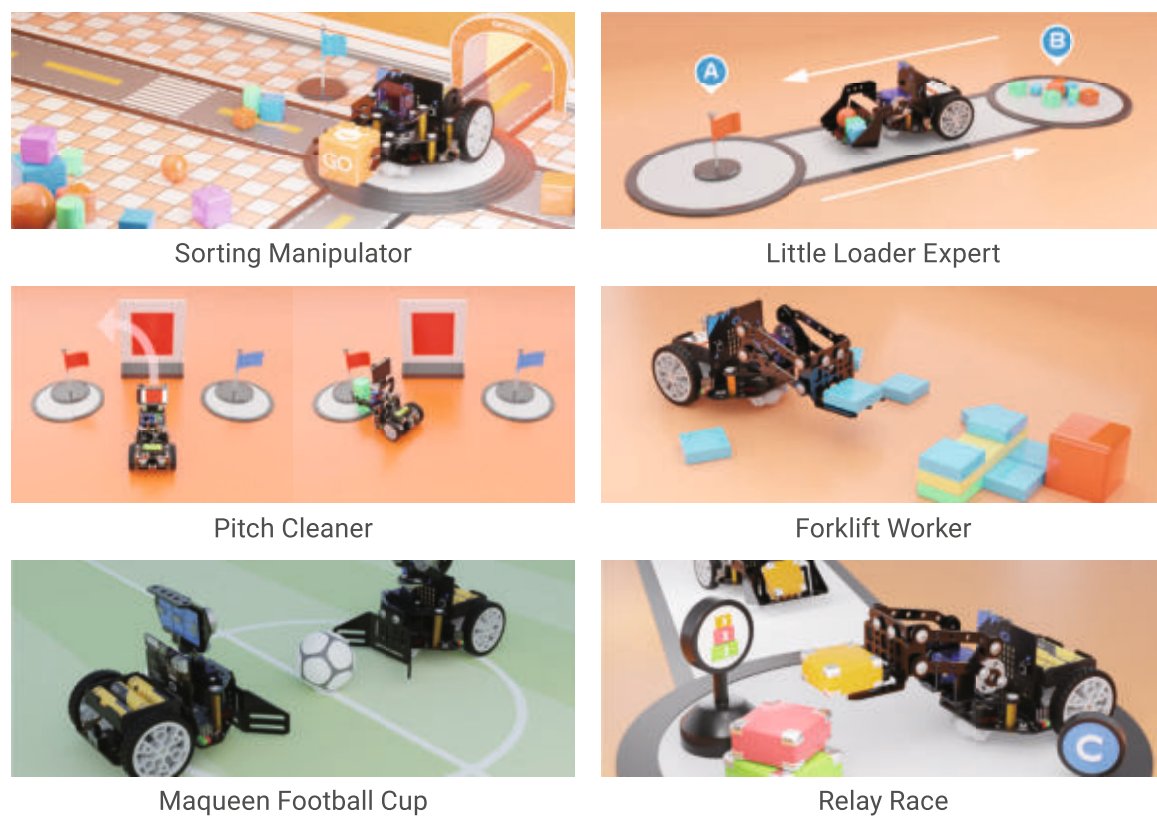 GO
Sorting Manipulator
A
B
Little Loader Expert
Pitch Cleaner
Forklift Worker
Maqueen Football Cup
C
Relay Race